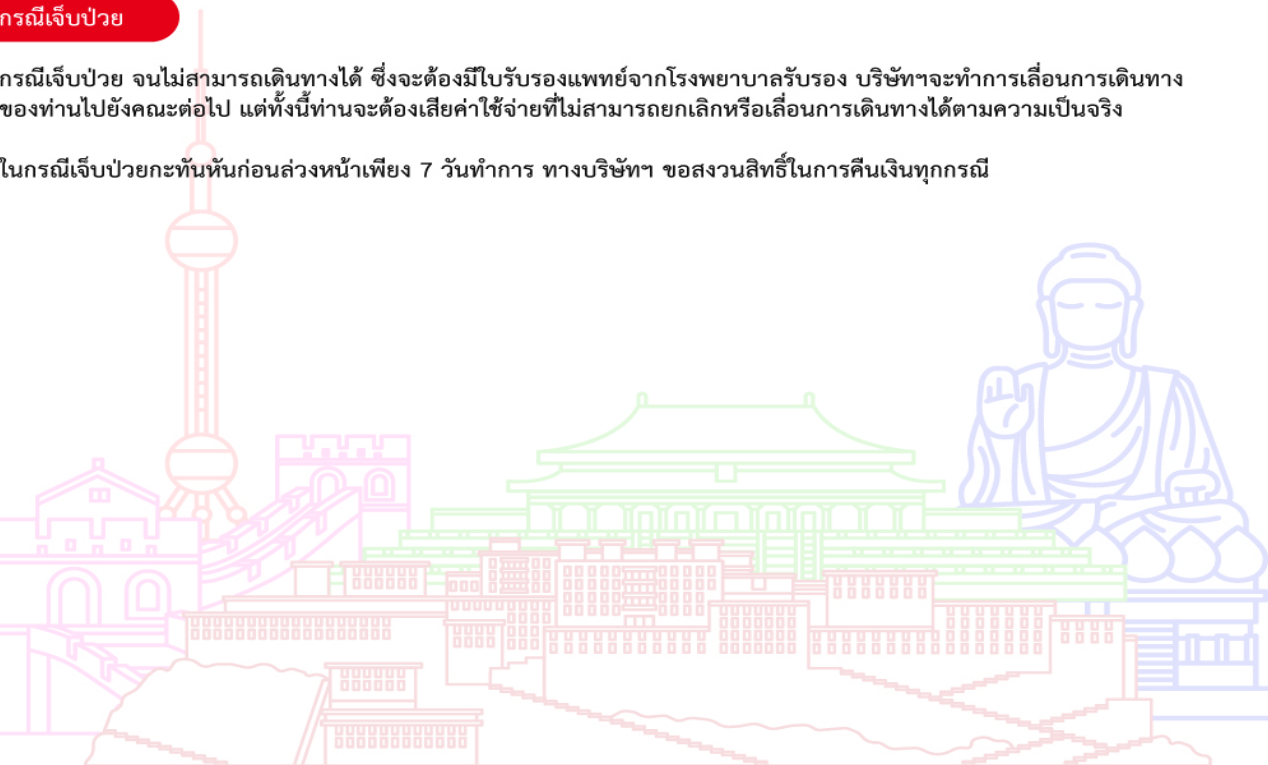 กรณีเจ็บป่วย
กรณีเจ็บป่วย จนไม่สามารถเดินทางได้ ซึ่งจะต้องมีใบรับรองแพทย์จากโรงพยาบาลรับรอง บริษัทฯจะทำการเลื่อนการเดินทาง
ของท่านไปยังคณะต่อไป แต่ทั้งนี้ท่านจะต้องเสียค่าใช้จ่ายที่ไม่สามารถยกเลิกหรือเลื่อนการเดินทางได้ตามความเป็นจริง
ในกรณีเจ็บป่วยกะทันหันก่อนล่วงหน้าเพียง 7 วันทำการ ทางบริษัทฯ ขอสงวนสิทธิ์ในการคืนเงินทุกกรณี